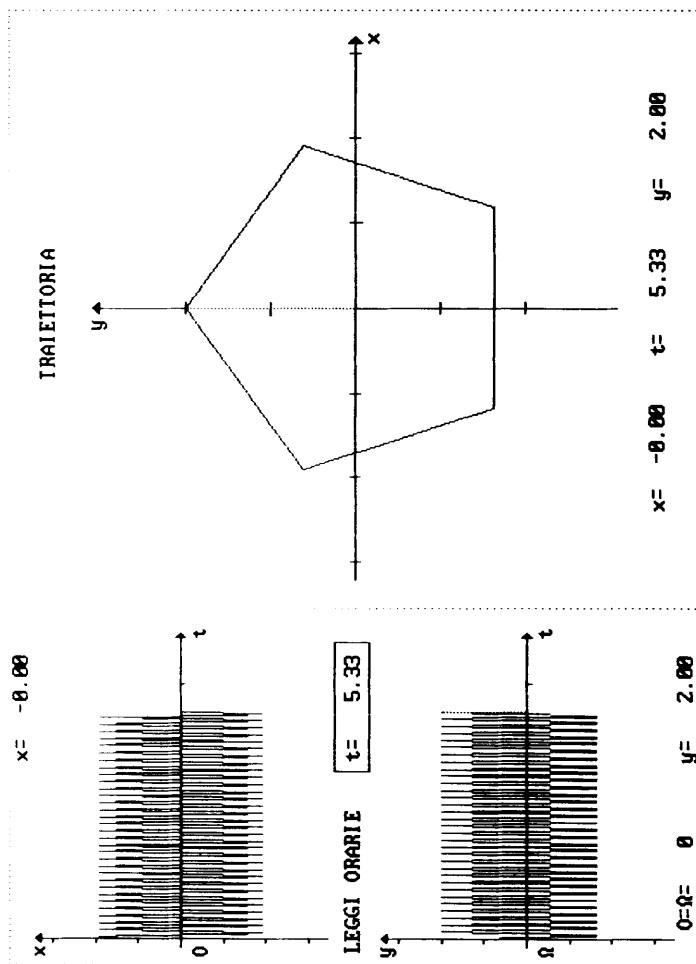 x= -0.00
x
t
O
LEGGI ORARIE t= 5.33
y
t
Ω
O=Ω= 0 y= 2.00
TRAIETTORIA
y
x
x= -0.00 t= 5.33 y= 2.00